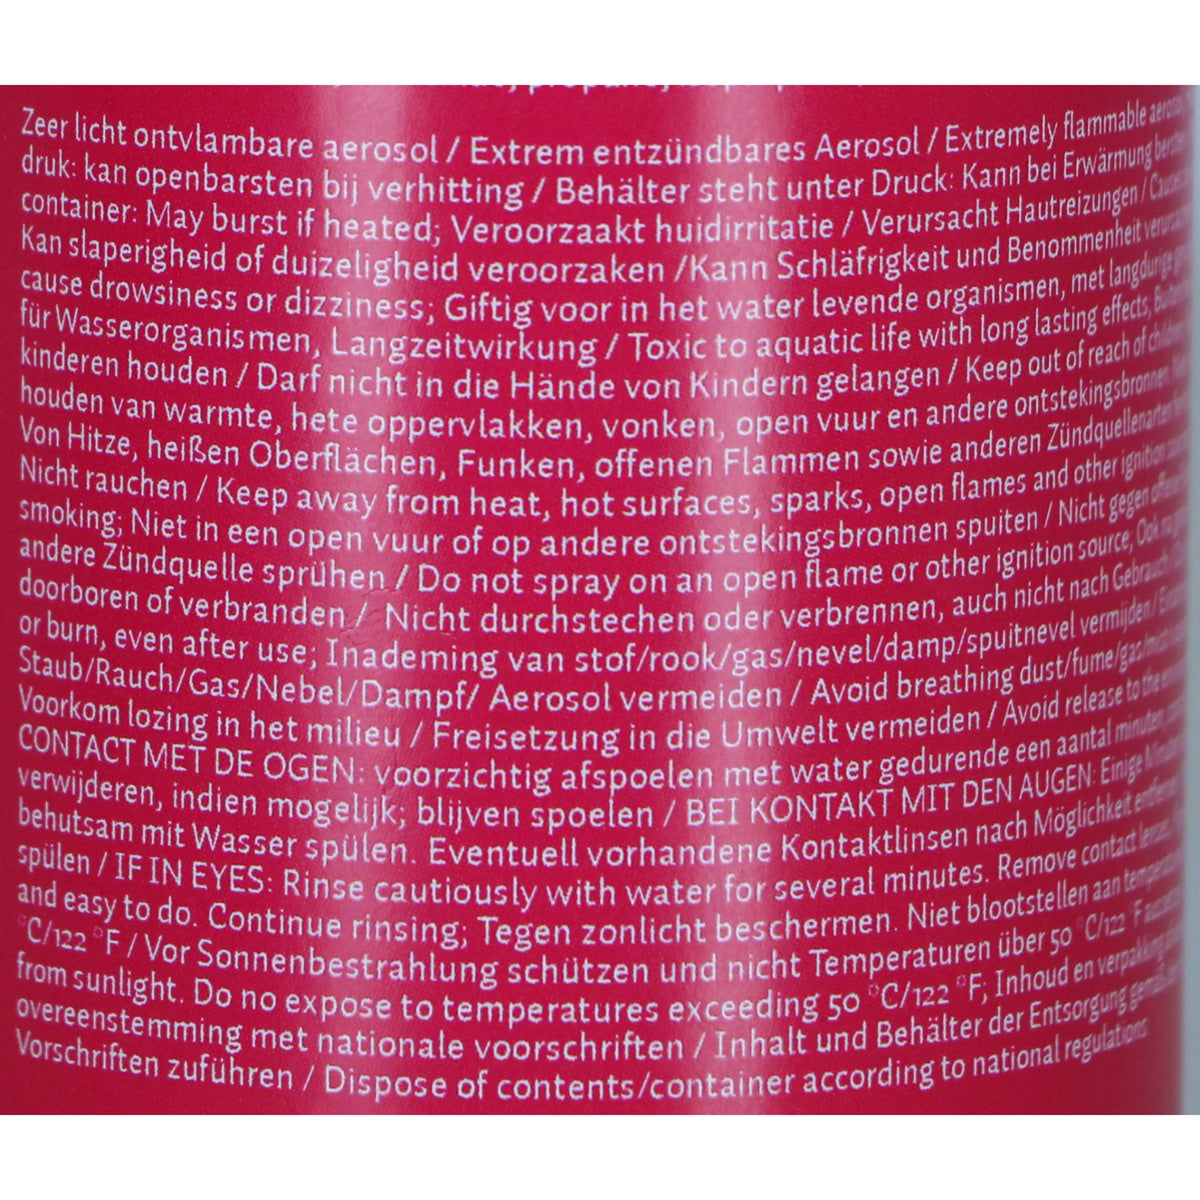 Zeer licht ontvlambare aerosol / Extrem entzündbares Aerosol / Extremely flammable
druk: kan openbarsten bij verhitting / Behälter steht unter Druck: Kann bei Erwärmung
container: May burst if heated; Veroorzaakt huidirritatie / Verursacht Hautreizungen /
Kan slaperigheid of duizeligheid veroorzaken /Kann Schläfrigkeit und Benommenheit
cause drowsiness or dizziness; Giftig voor in het water levende organismen, met langdurige
für Wasserorganismen, Langzeitwirkung / Toxic to aquatic life with long lasting effects;
kinderen houden / Darf nicht in die Hände von Kindern gelangen / Keep out of reach of
houden van warmte, hete oppervlakken, vonken, open vuur en andere ontstekingsbronnen.
Von Hitze, heißen Oberflächen, Funken, offenen Flammen sowie anderen Zündquellenarten
Nicht rauchen / Keep away from heat, hot surfaces, sparks, open flames and other ignition
smoking; Niet in een open vuur of op andere ontstekingsbronnen spuiten / Nicht gegen
andere Zündquelle sprühen / Do not spray on an open flame or other ignition source; Ook
doorboren of verbranden / Nicht durchstechen oder verbrennen, auch nicht nach Gebrauch
or burn, even after use; Inademing van stof/rook/gas/nevel/damp/spuitnevel vermijden /
Staub/Rauch/Gas/Nebel/Dampf/ Aerosol vermeiden / Avoid breathing dust/fume/gas/
Voorkom lozing in het milieu / Freisetzung in die Umwelt vermeiden / Avoid release to the
CONTACT MET DE OGEN: voorzichtig afspoelen met water gedurende een aantal minuten
verwijderen, indien mogelijk; blijven spoelen / BEI KONTAKT MIT DEN AUGEN: Einige
behutsam mit Wasser spülen. Eventuell vorhandene Kontaktlinsen nach Möglichkeit
spülen / IF IN EYES: Rinse cautiously with water for several minutes. Remove contact
and easy to do. Continue rinsing; Tegen zonlicht beschermen. Niet blootstellen aan
°C/122 °F / Vor Sonnenbestrahlung schützen und nicht Temperaturen über 50 °C/122 °F
from sunlight. Do no expose to temperatures exceeding 50 °C/122 °F; Inhoud en verpakking
overeenstemming met nationale voorschriften / Inhalt und Behälter der Entsorgung gemäß
Vorschriften zuführen / Dispose of contents/container according to national regulations